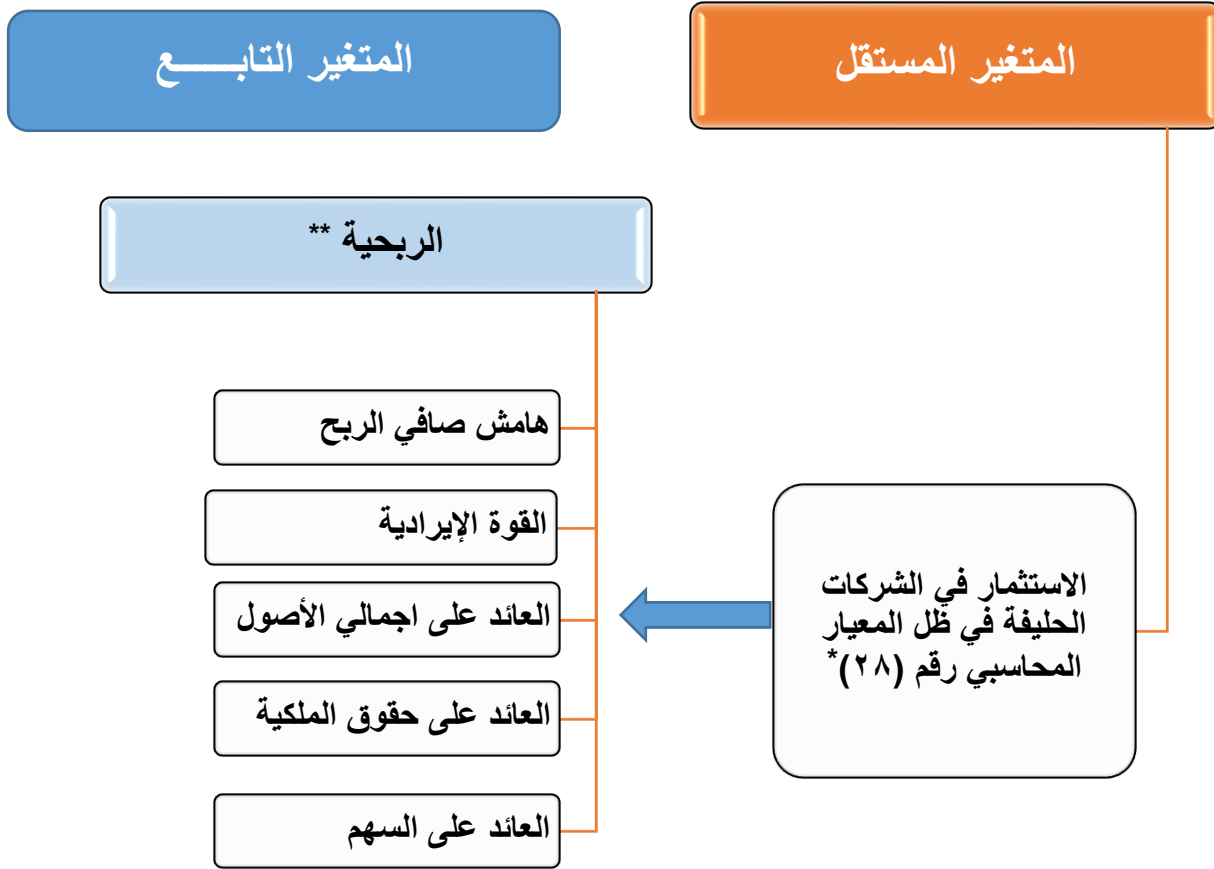 المتغير المستقل
المتغير التابـــــــع
الربحية **
هامش صافي الربح
القوة الإيرادية
العائد على اجمالي الأصول
العائد على حقوق الملكية
العائد على السهم
الاستثمار في الشركات
الحليفة في ظل المعيار
المحاسبي رقم (٢٨)*